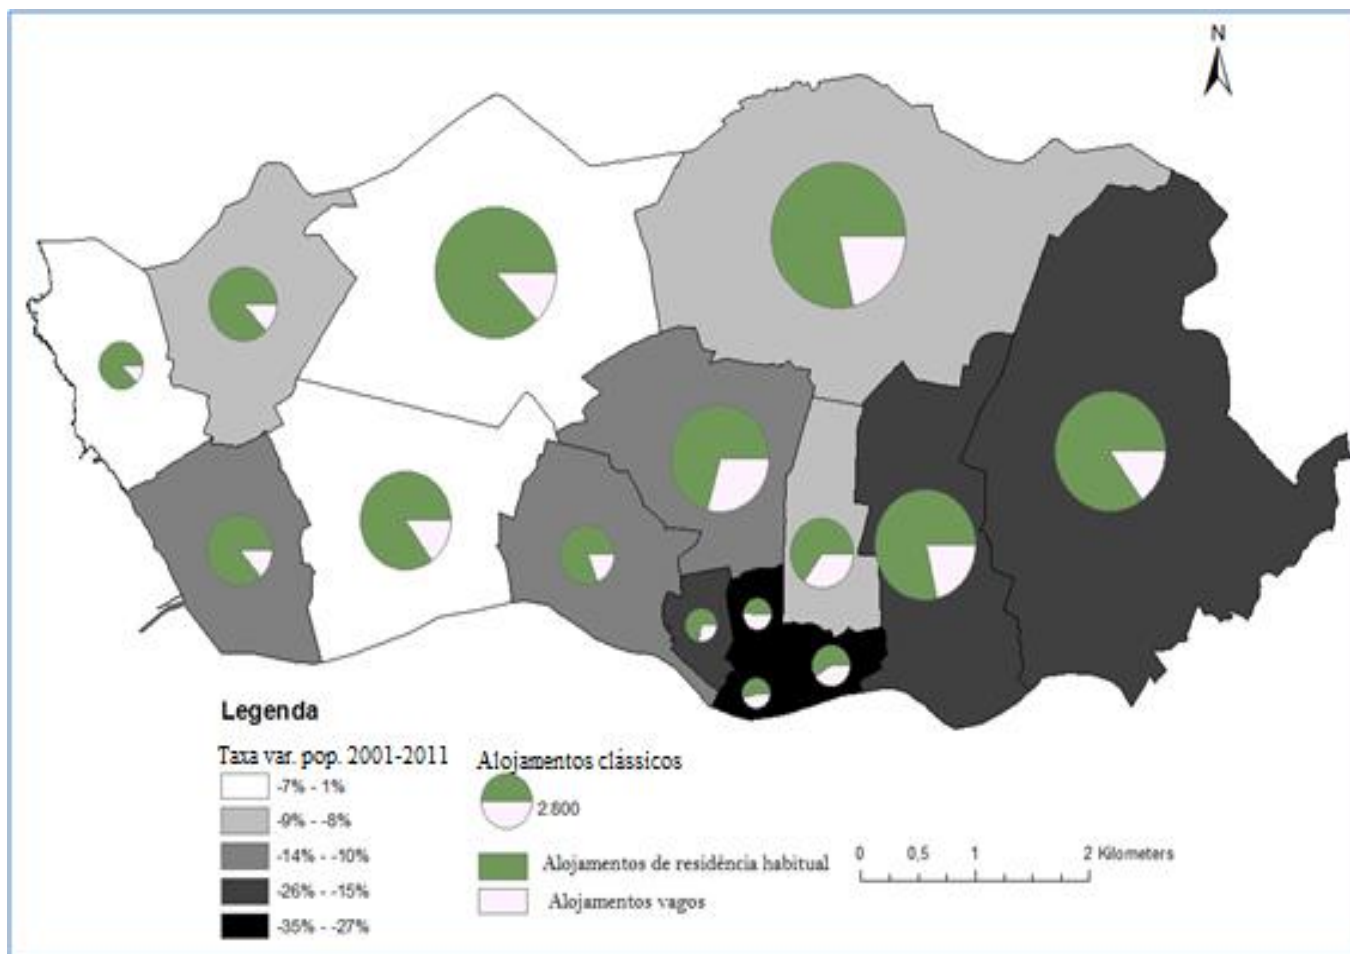 N
Legenda
Taxa var. pop. 2001-2011
-7% - 1%
-9% - -8%
-14% - -10%
-26% - -15%
-35% - -27%
Alojamentos clássicos
2.800
Alojamentos de residência habitual
Alojamentos vagos
0 0,5 1 2 Kilometers